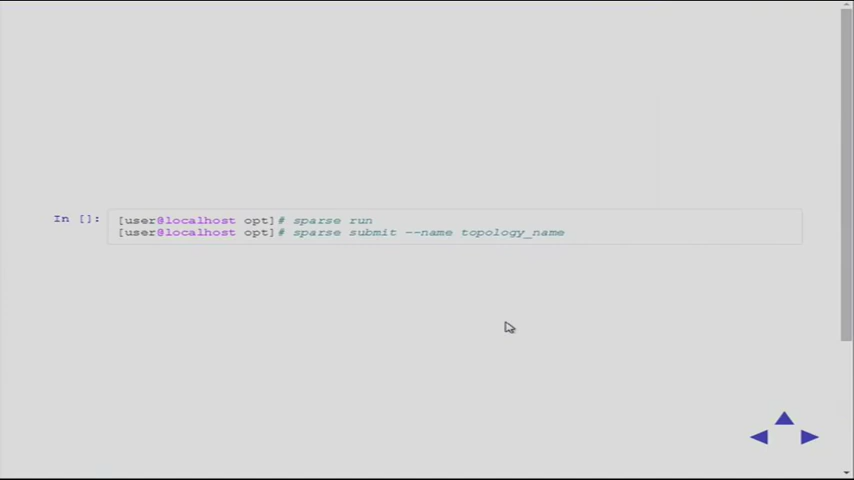 In []:
[user@localhost opt]# sparse run
[user@localhost opt]# sparse submit --name topology_name